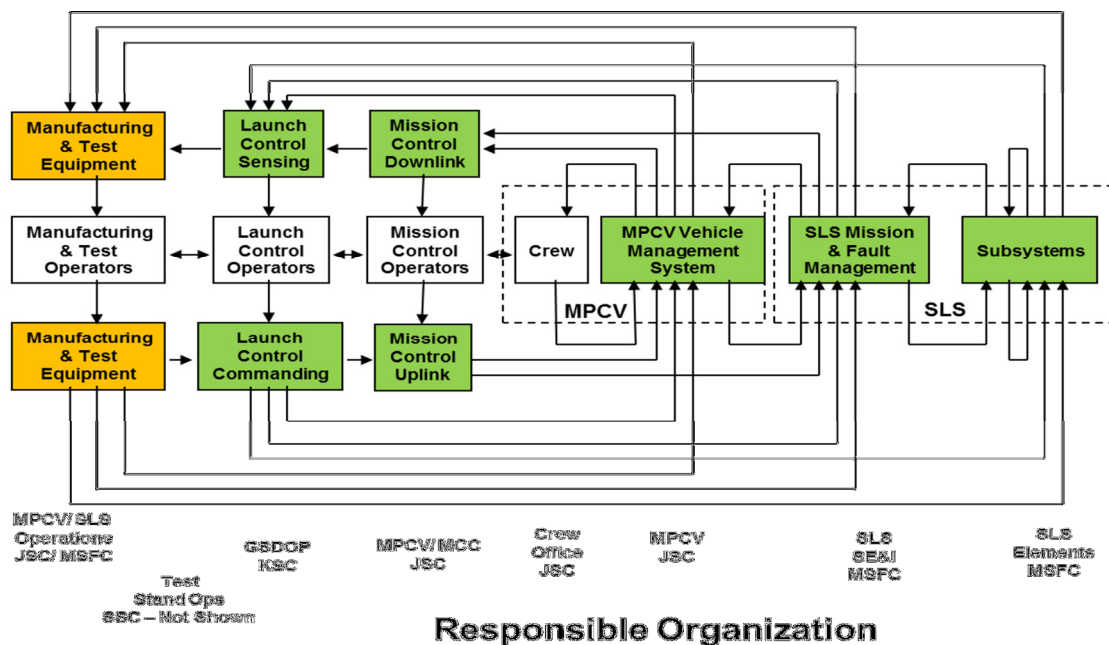 Manufacturing
& Test
Equipment
Launch
Control
Sensing
Mission
Control
Downlink
Manufacturing
& Test
Operators
Launch
Control
Operators
Mission
Control
Operators
Crew
MPCV Vehicle
Management
System
SLS Mission
& Fault
Management
Subsystems
MPCV
SLS
Manufacturing
& Test
Equipment
Launch
Control
Commanding
Mission
Control
Uplink
MPCV/ SLS
Operations
JSC/ MSFC
GSDOP
KSC
MPCV/ MCC
JSC
Crew
Office
JSC
MPCV
JSC
SLS
SE&I
MSFC
SLS
Elements
MSFC
Test
Stand Ops
SSC – Not Shown
Responsible Organization